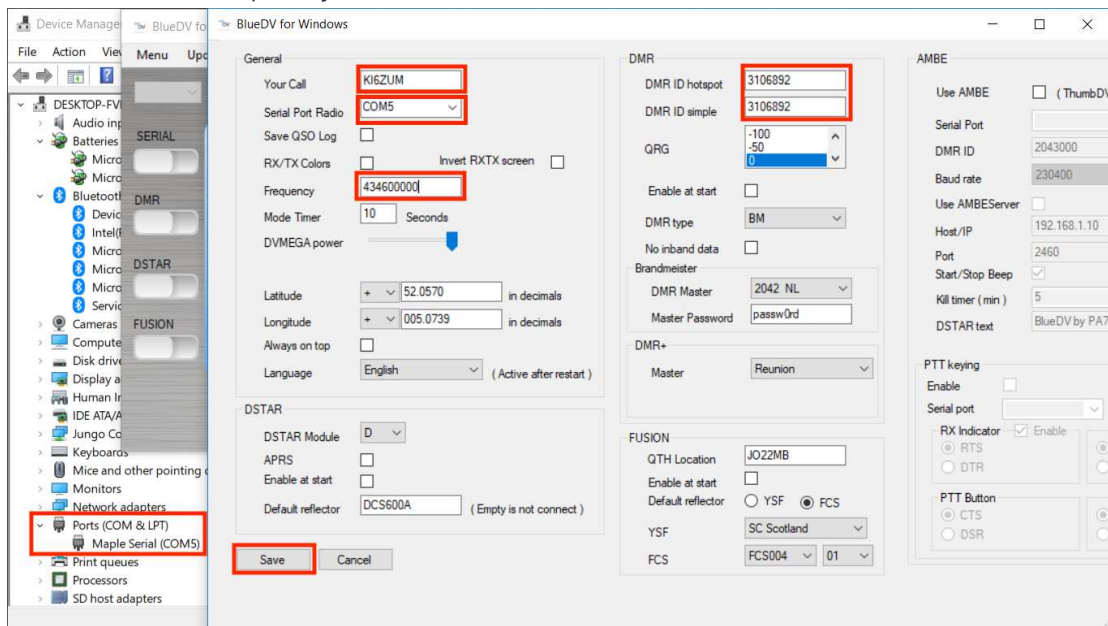 Device Manage
File Action Vie
DESKTOP-FVI
Audio inp
Batteries
Micro
Micro
Bluetooth
Devic
Intel(
Micro
Micro
Micro
Servic
Cameras
Compute
Disk drive
Display a
Human In
IDE ATA/A
Jungo Co
Keyboards
Mice and other pointing
Monitors
Network adapters
Ports (COM & LPT)
Maple Serial (COM5)
Print queues
Processors
SD host adapters
BlueDV fo
Menu Upd
SERIAL
DMR
DSTAR
FUSION
BlueDV for Windows
General
Your Call KI6ZUM
Serial Port Radio COM5
Save QSO Log
RX/TX Colors Invert RXTX screen
Frequency 434600000
Mode Timer 10 Seconds
DVMEGA power
Latitude + 52.0570 in decimals
Longitude + 005.0739 in decimals
Always on top
Language English ( Active after restart )
DSTAR
DSTAR Module D
APRS
Enable at start
Default reflector DCS600A ( Empty is not connect )
Save Cancel
DMR
DMR ID hotspot 3106892
DMR ID simple 3106892
QRG -100
-50
0
Enable at start
DMR type BM
No inband data
Brandmeister
DMR Master 2042 NL
Master Password passw0rd
DMR+
Master Reunion
FUSION
QTH Location JO22MB
Enable at start
Default reflector YSF FCS
YSF SC Scotland
FCS FCS004 01
AMBE
Use AMBE ( ThumbDV
Serial Port
DMR ID 2043000
Baud rate 230400
Use AMBEServer
Host/IP 192.168.1.10
Port 2460
Start/Stop Beep
Kill timer ( min ) 5
DSTAR text BlueDV by PA7
PTT keying
Enable
Serial port
RX Indicator Enable
RTS
DTR
PTT Button
CTS
DSR